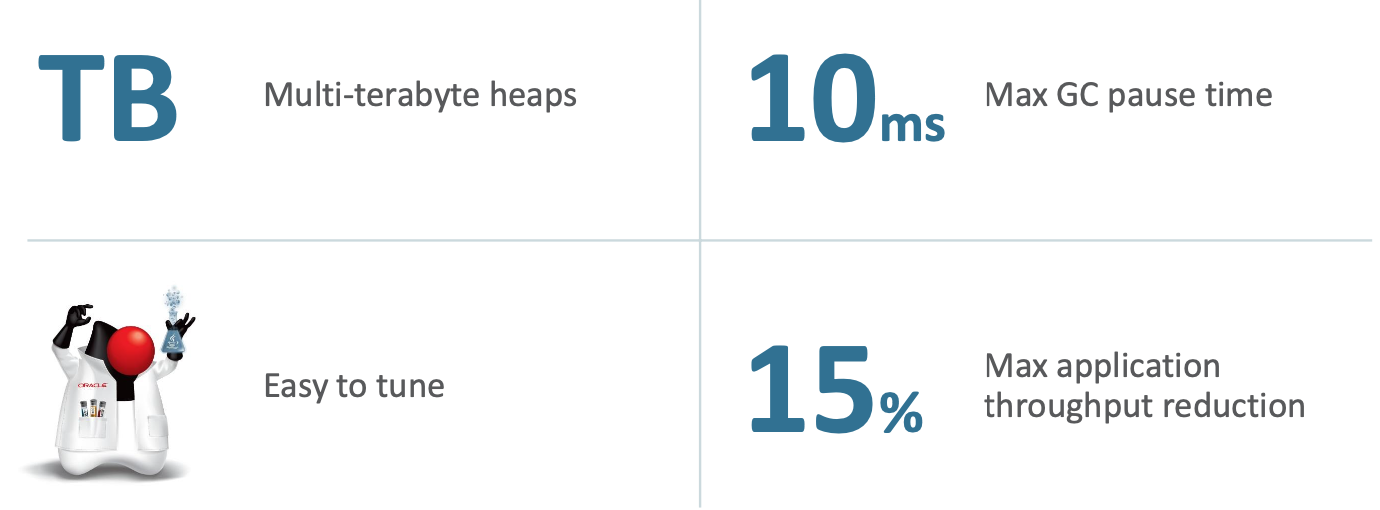 TB
Multi-terabyte heaps
10ms
Max GC pause time
ORACLE
Easy to tune
15%
Max application
throughput reduction